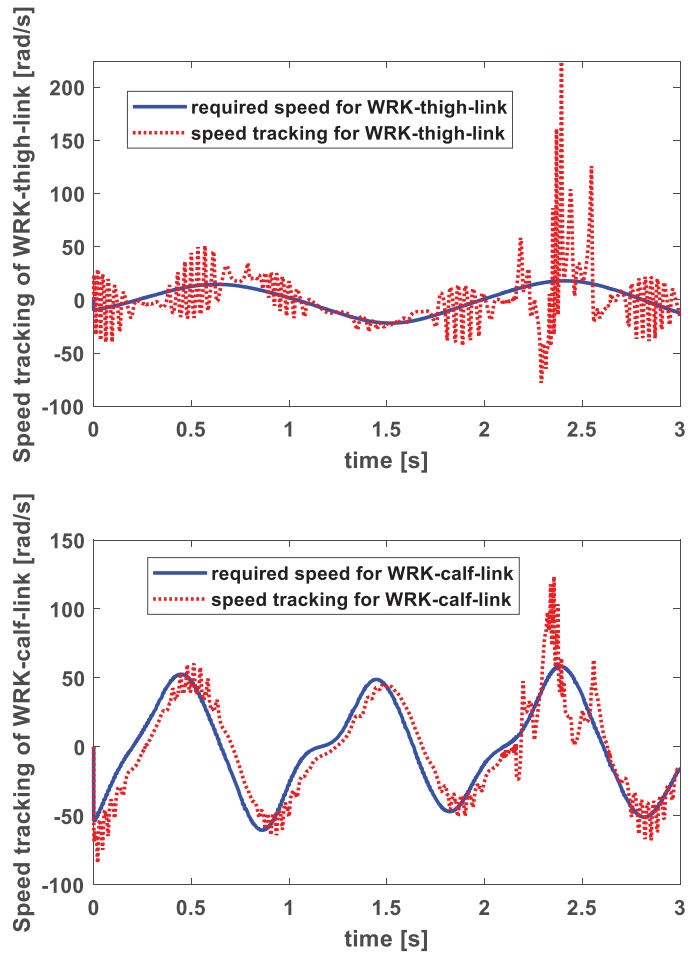 Speed tracking of WRK-thigh-link [rad/s]
200
150
100
50
0
-50
-100
required speed for WRK-thigh-link
speed tracking for WRK-thigh-link
0 0.5 1 1.5 2 2.5 3
time [s]
Speed tracking of WRK-calf-link [rad/s]
150
100
50
0
-50
-100
required speed for WRK-calf-link
speed tracking for WRK-calf-link
0 0.5 1 1.5 2 2.5 3
time [s]